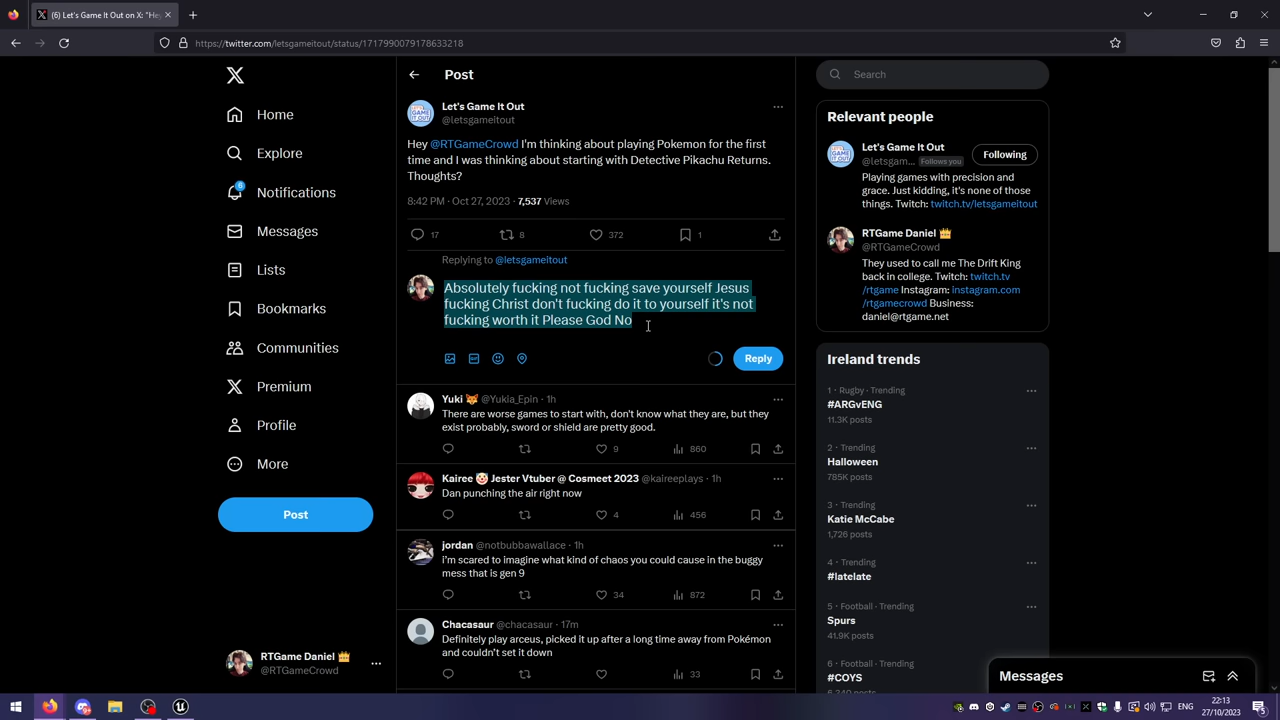 (6) Let's Game It Out on X: "Hey
https://twitter.com/letsgameitout/status/1717990079178633218
Home
Explore
6
Notifications
Messages
Lists
Bookmarks
Communities
Premium
Profile
More
Post
RTGame Daniel 👑
@RTGameCrowd
Post
Let's Game It Out
@letsgameitout
Hey @RTGameCrowd I'm thinking about playing Pokemon for the first
time and I was thinking about starting with Detective Pikachu Returns.
Thoughts?
8:42 PM · Oct 27, 2023 · 7,537 Views
17 8 372 1
Replying to @letsgameitout
Absolutely fucking not fucking save yourself Jesus
fucking Christ don't fucking do it to yourself it's not
fucking worth it Please God No
Reply
Yuki 🦊 @Yukia_Epin · 1h
There are worse games to start with, don't know what they are, but they
exist probably, sword or shield are pretty good.
9 860
Kairee 🤡 Jester Vtuber @ Cosmeet 2023 @kaireeplays · 1h
Dan punching the air right now
4 456
jordan @notbubbawallace · 1h
i'm scared to imagine what kind of chaos you could cause in the buggy
mess that is gen 9
34 872
Chacasaur @chacasaur · 17m
Definitely play arceus, picked it up after a long time away from Pokémon
and couldn't set it down
33
Search
Relevant people
Let's Game It Out
@letsgam... Follows you
Following
Playing games with precision and
grace. Just kidding, it's none of those
things. Twitch: twitch.tv/letsgameitout
RTGame Daniel 👑
@RTGameCrowd
They used to call me The Drift King
back in college. Twitch: twitch.tv
/rtgame Instagram: instagram.com
/rtgamecrowd Business:
daniel@rtgame.net
Ireland trends
1 · Rugby · Trending
#ARGvENG
11.3K posts
2 · Trending
Halloween
785K posts
3 · Trending
Katie McCabe
1,726 posts
4 · Trending
#latelate
5 · Football · Trending
Spurs
41.9K posts
6 · Football · Trending
#COYS
6,340 posts
Messages
ENG
22:13
27/10/2023
5